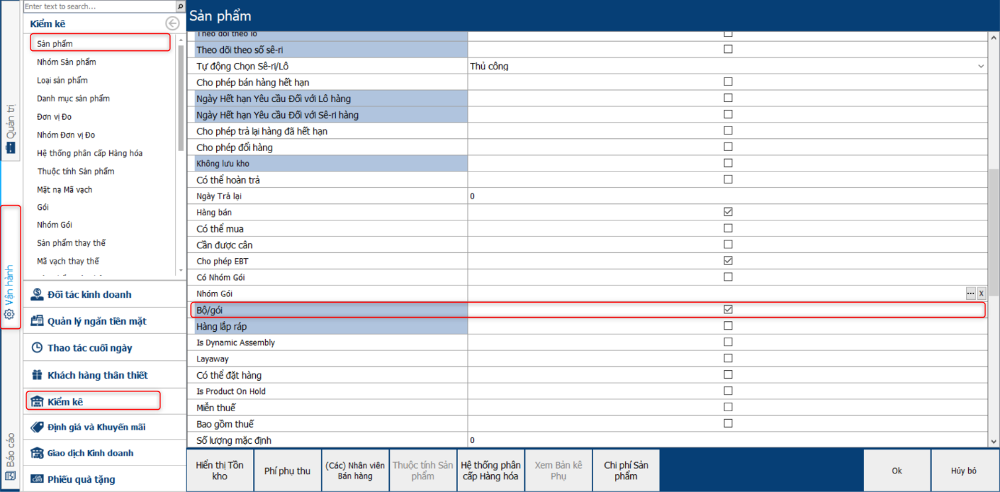 Enter text to search...
Kiểm kê
Sản phẩm
Nhóm Sản phẩm
Loại sản phẩm
Danh mục sản phẩm
Đơn vị Đo
Nhóm Đơn vị Đo
Hệ thống phân cấp Hàng hóa
Thuộc tính Sản phẩm
Mặt nạ Mã vạch
Gói
Nhóm Gói
Sản phẩm thay thế
Mã vạch thay thế
Quản trị
Vận hành
Báo cáo
Đối tác kinh doanh
Quản lý ngăn tiền mặt
Thao tác cuối ngày
Khách hàng thân thiết
Kiểm kê
Định giá và Khuyến mãi
Giao dịch Kinh doanh
Phiếu quà tặng
Sản phẩm
Theo dõi theo lô
Theo dõi theo số sê-ri
Tự động Chọn Sê-ri/Lô Thủ công
Cho phép bán hàng hết hạn
Ngày Hết hạn Yêu cầu Đối với Lô hàng
Ngày Hết hạn Yêu cầu Đối với Sê-ri hàng
Cho phép trả lại hàng đã hết hạn
Cho phép đổi hàng
Không lưu kho
Có thể hoàn trả
Ngày Trả lại 0
Hàng bán
Có thể mua
Cần được cân
Cho phép EBT
Có Nhóm Gói
Nhóm Gói ... X
Bộ/gói
Hàng lắp ráp
Is Dynamic Assembly
Layaway
Có thể đặt hàng
Is Product On Hold
Miễn thuế
Bao gồm thuế
Số lượng mặc định 0
Hiển thị Tồn
kho
Phí phụ thu
(Các) Nhân viên
Bán hàng
Thuộc tính Sản
phẩm
Hệ thống phân
cấp Hàng hóa
Xem Bản kê
Phụ
Chi phí Sản
phẩm
Ok
Hủy bỏ